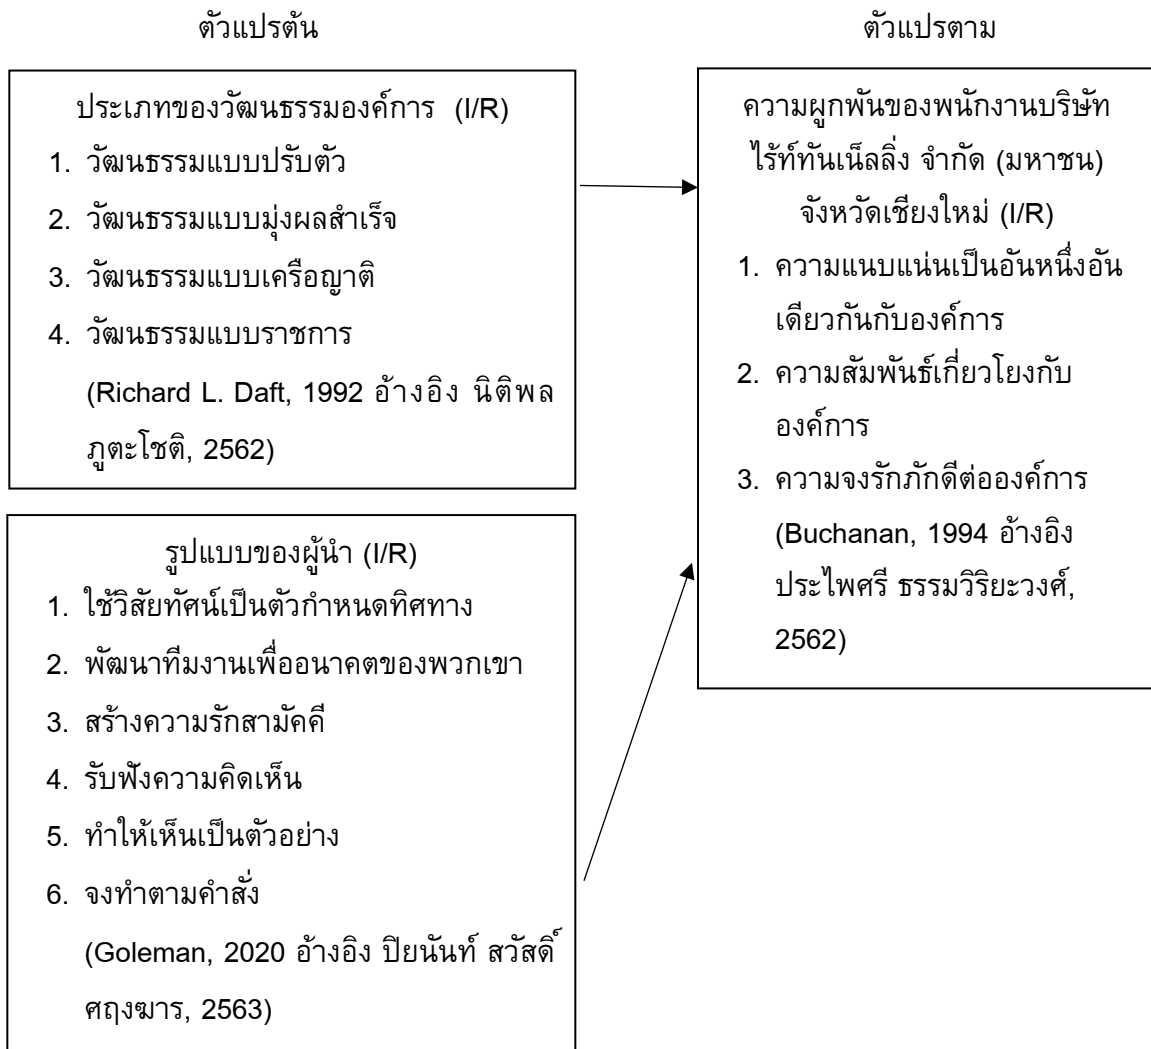 ตัวแปรต้น
ตัวแปรตาม
ประเภทของวัฒนธรรมองค์การ (I/R)
1. วัฒนธรรมแบบปรับตัว
2. วัฒนธรรมแบบมุ่งผลสำเร็จ
3. วัฒนธรรมแบบเครือญาติ
4. วัฒนธรรมแบบราชการ
(Richard L. Daft, 1992 อ้างอิง นิติพล
ภูตะโชติ, 2562)
รูปแบบของผู้นำ (I/R)
1. ใช้วิสัยทัศน์เป็นตัวกำหนดทิศทาง
2. พัฒนาทีมงานเพื่ออนาคตของพวกเขา
3. สร้างความรักสามัคคี
4. รับฟังความคิดเห็น
5. ทำให้เห็นเป็นตัวอย่าง
6. จงทำตามคำสั่ง
(Goleman, 2020 อ้างอิง ปิยนันท์ สวัสดิ์
ศฤงฆาร, 2563)
ความผูกพันของพนักงานบริษัท
ไร้ท์ทันเน็ลลิ่ง จำกัด (มหาชน)
จังหวัดเชียงใหม่ (I/R)
1. ความแนบแน่นเป็นอันหนึ่งอัน
เดียวกันกับองค์การ
2. ความสัมพันธ์เกี่ยวโยงกับ
องค์การ
3. ความจงรักภักดีต่อองค์การ
(Buchanan, 1994 อ้างอิง
ประไพศรี ธรรมวิริยะวงศ์,
2562)